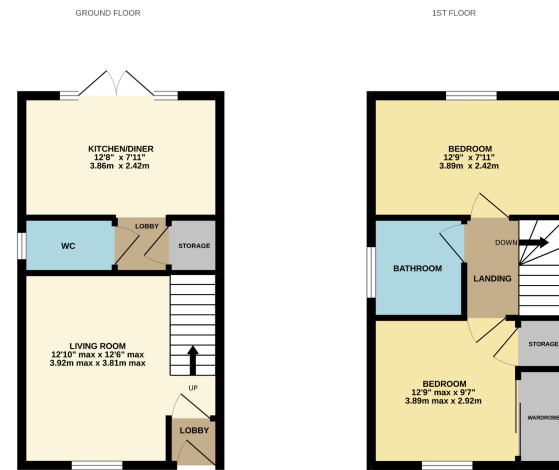 GROUND FLOOR
KITCHEN/DINER
12'8" x 7'11"
3.86m x 2.42m
LOBBY
WC
STORAGE
LIVING ROOM
12'10" max x 12'6" max
3.92m max x 3.81m max
UP
LOBBY
1ST FLOOR
BEDROOM
12'9" x 7'11"
3.89m x 2.42m
DOWN
BATHROOM
LANDING
STORAGE
BEDROOM
12'9" max x 9'7"
3.89m max x 2.92m
WARDROBE